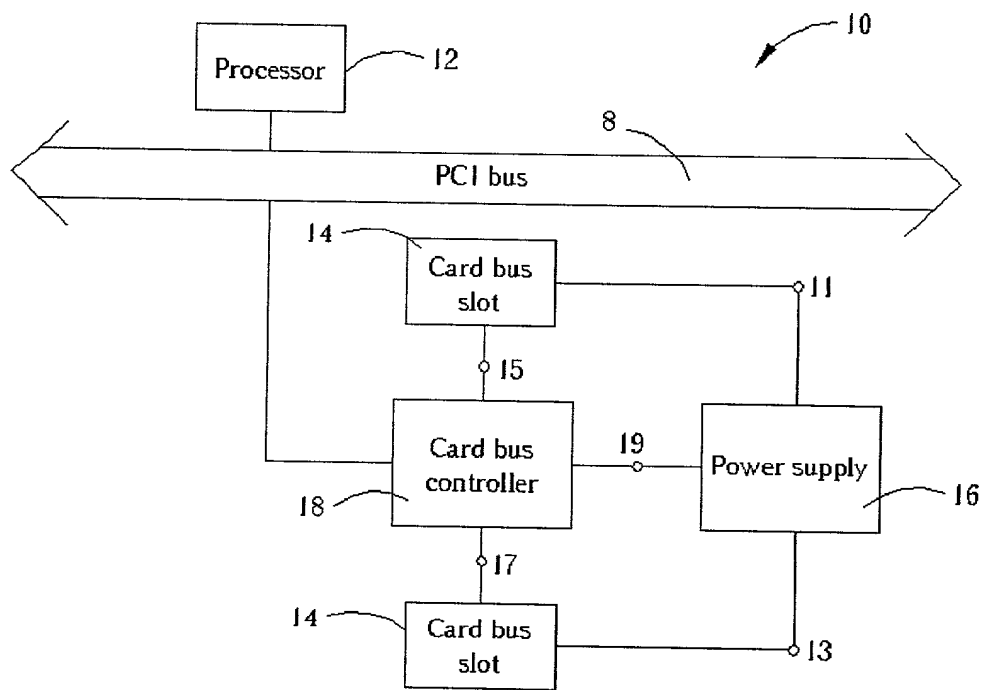 10
Processor
12
8
PCI bus
14
Card bus
slot
11
15
Card bus
controller
18
19
Power supply
16
17
14
Card bus
slot
13